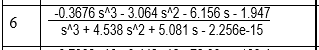 6
-0.3676 s^3 - 3.064 s^2 - 6.156 s - 1.947
s^3 + 4.538 s^2 + 5.081 s - 2.256e-15